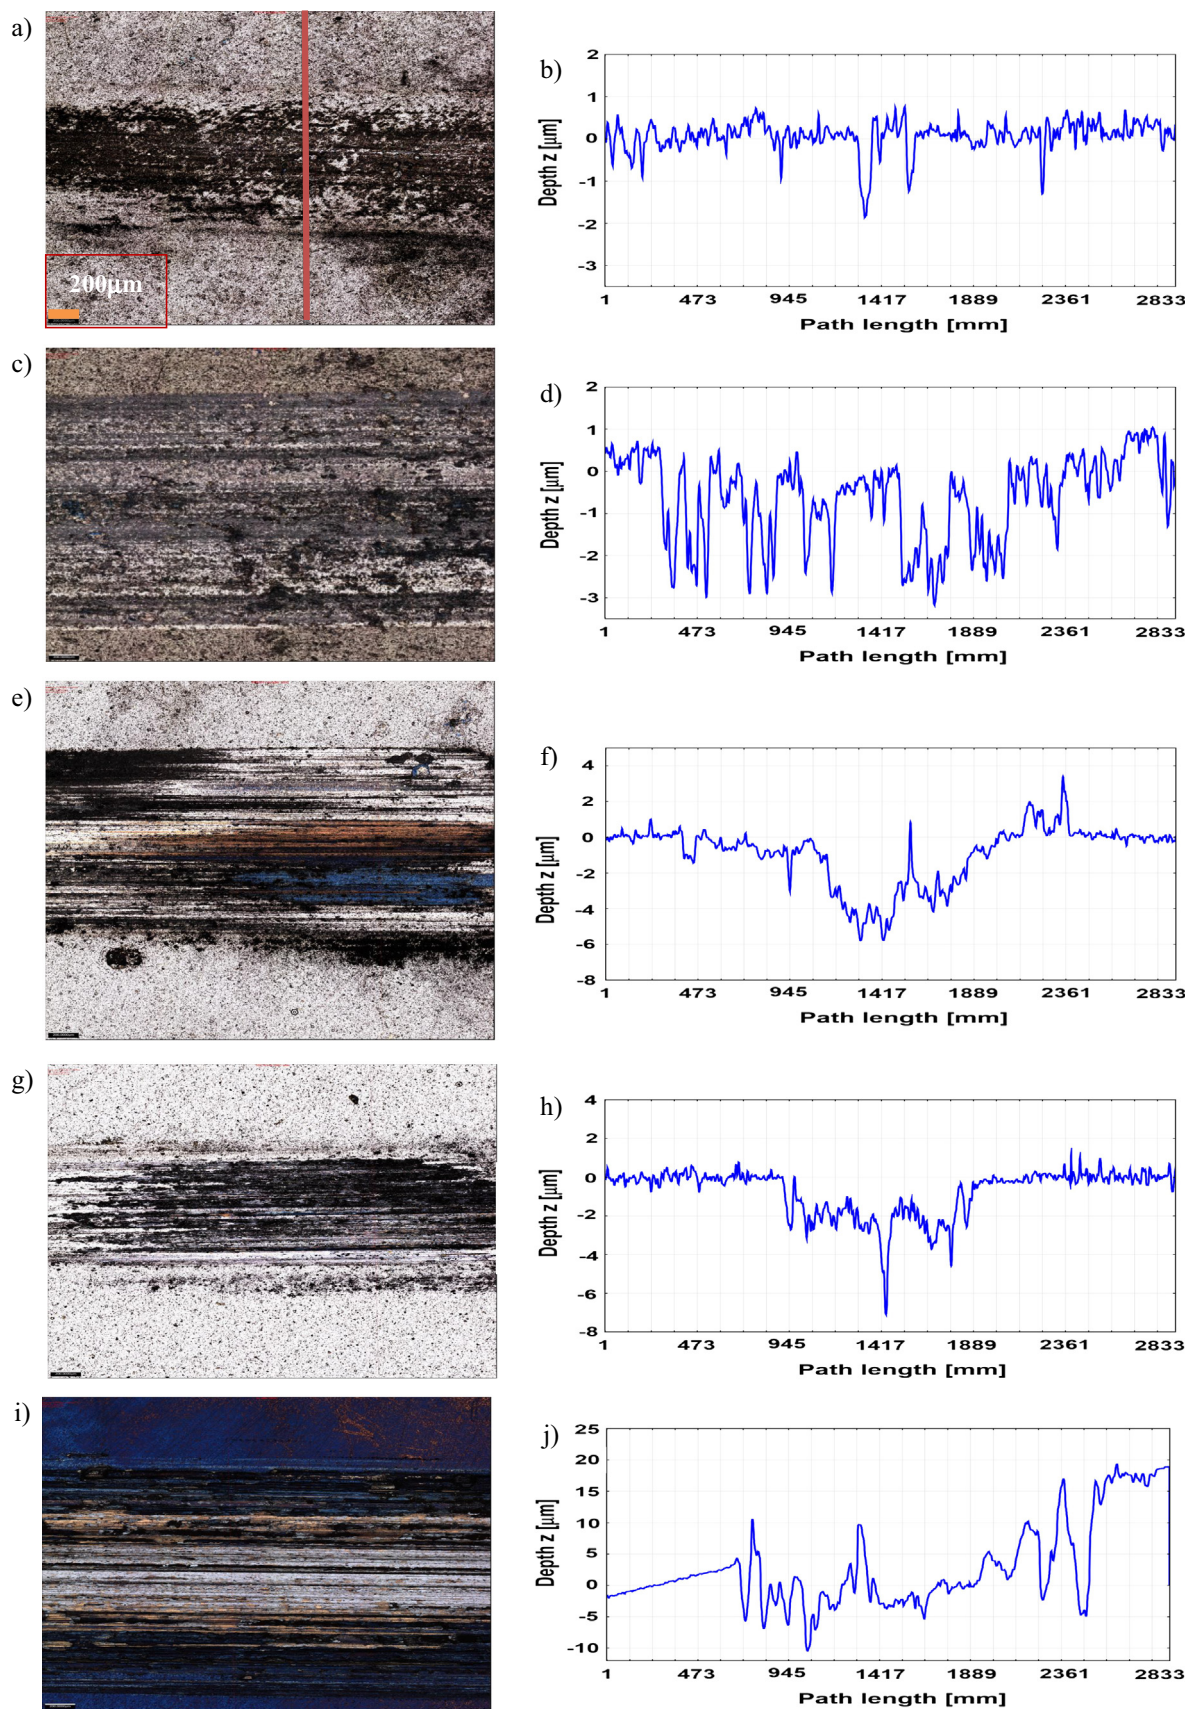 a)
200µm
b)
Depth z [µm]
2
1
0
-1
-2
-3
1 473 945 1417 1889 2361 2833
Path length [mm]
c)
d)
Depth z [µm]
2
1
0
-1
-2
-3
1 473 945 1417 1889 2361 2833
Path length [mm]
e)
f)
Depth z [µm]
4
2
0
-2
-4
-6
-8
1 473 945 1417 1889 2361 2833
Path length [mm]
g)
h)
Depth z [µm]
4
2
0
-2
-4
-6
-8
1 473 945 1417 1889 2361 2833
Path length [mm]
i)
j)
Depth z [µm]
25
20
15
10
5
0
-5
-10
1 473 945 1417 1889 2361 2833
Path length [mm]